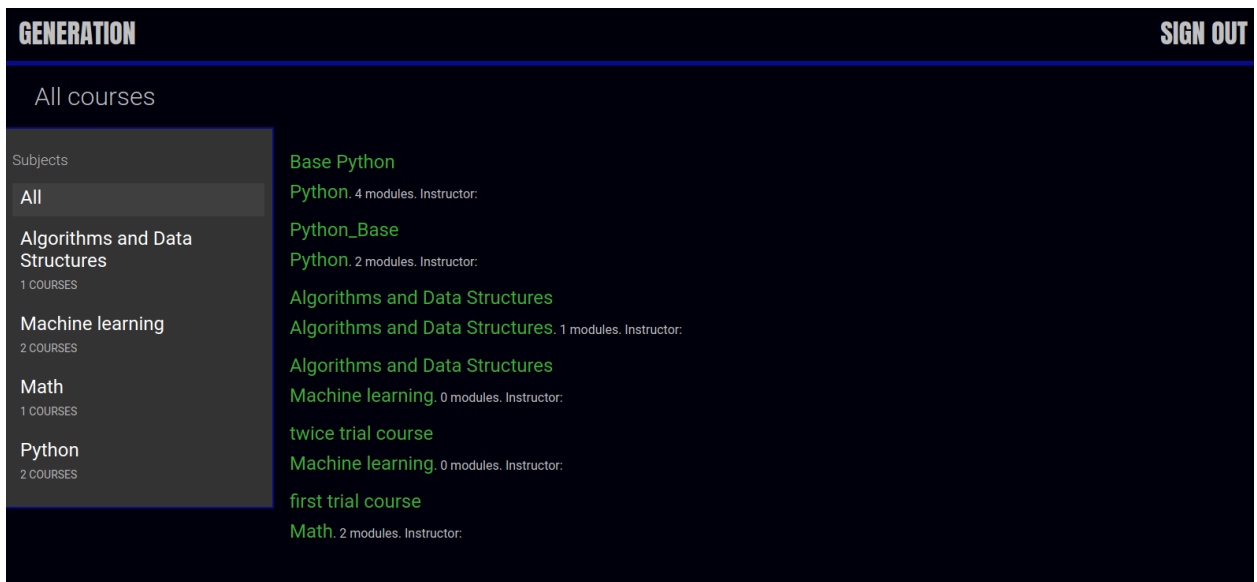 GENERATION
SIGN OUT
All courses
Subjects
All
Algorithms and Data
Structures
1 COURSES
Machine learning
2 COURSES
Math
1 COURSES
Python
2 COURSES
Base Python
Python. 4 modules. Instructor:
Python_Base
Python. 2 modules. Instructor:
Algorithms and Data Structures
Algorithms and Data Structures. 1 modules. Instructor:
Algorithms and Data Structures
Machine learning. 0 modules. Instructor:
twice trial course
Machine learning. 0 modules. Instructor:
first trial course
Math. 2 modules. Instructor: